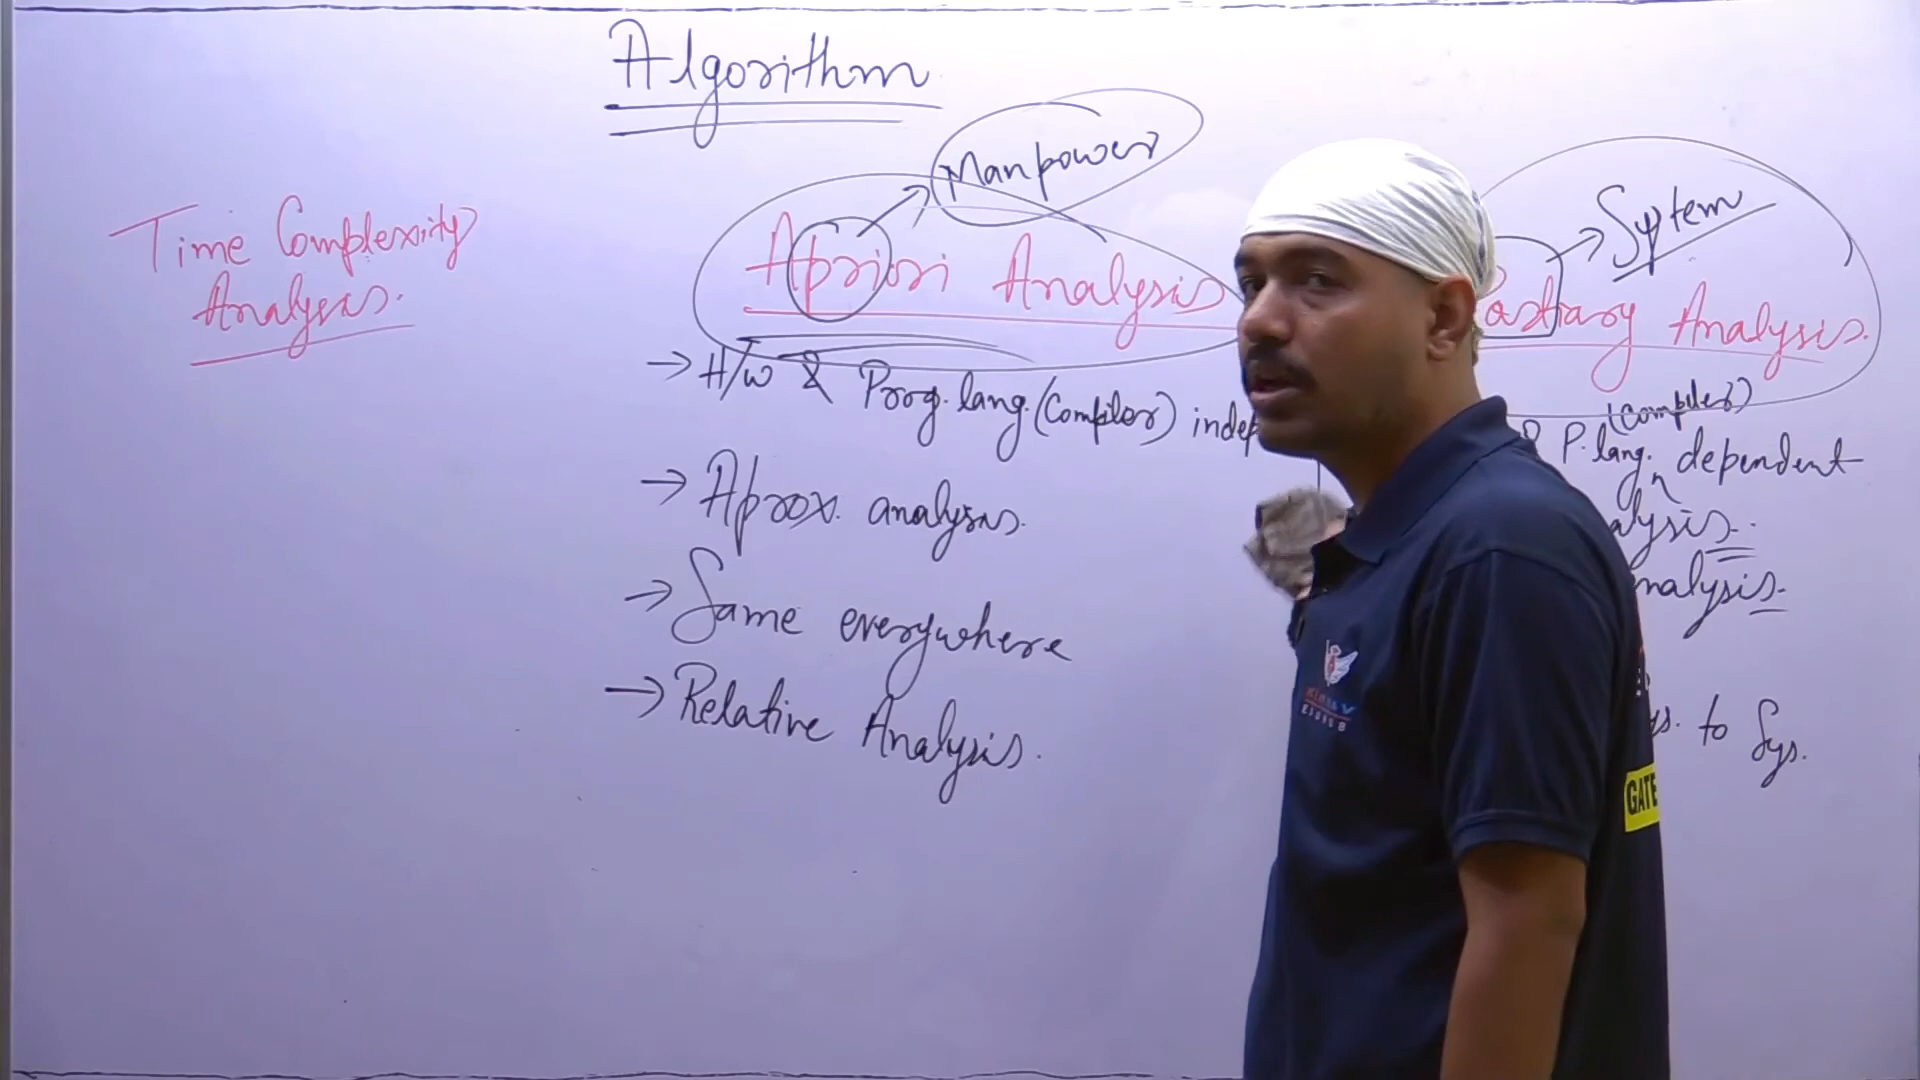 Algorithm
Manpower
System
Time Complexity
Analysis.
Apriori Analysis
Analysis.
→ H/w & Prog. lang. (Compiler)
(Compiler)
P. lang. dependent
→ Aprox. analysis.
→ Same everywhere
→ Relative Analysis.
to Sys.
GATE